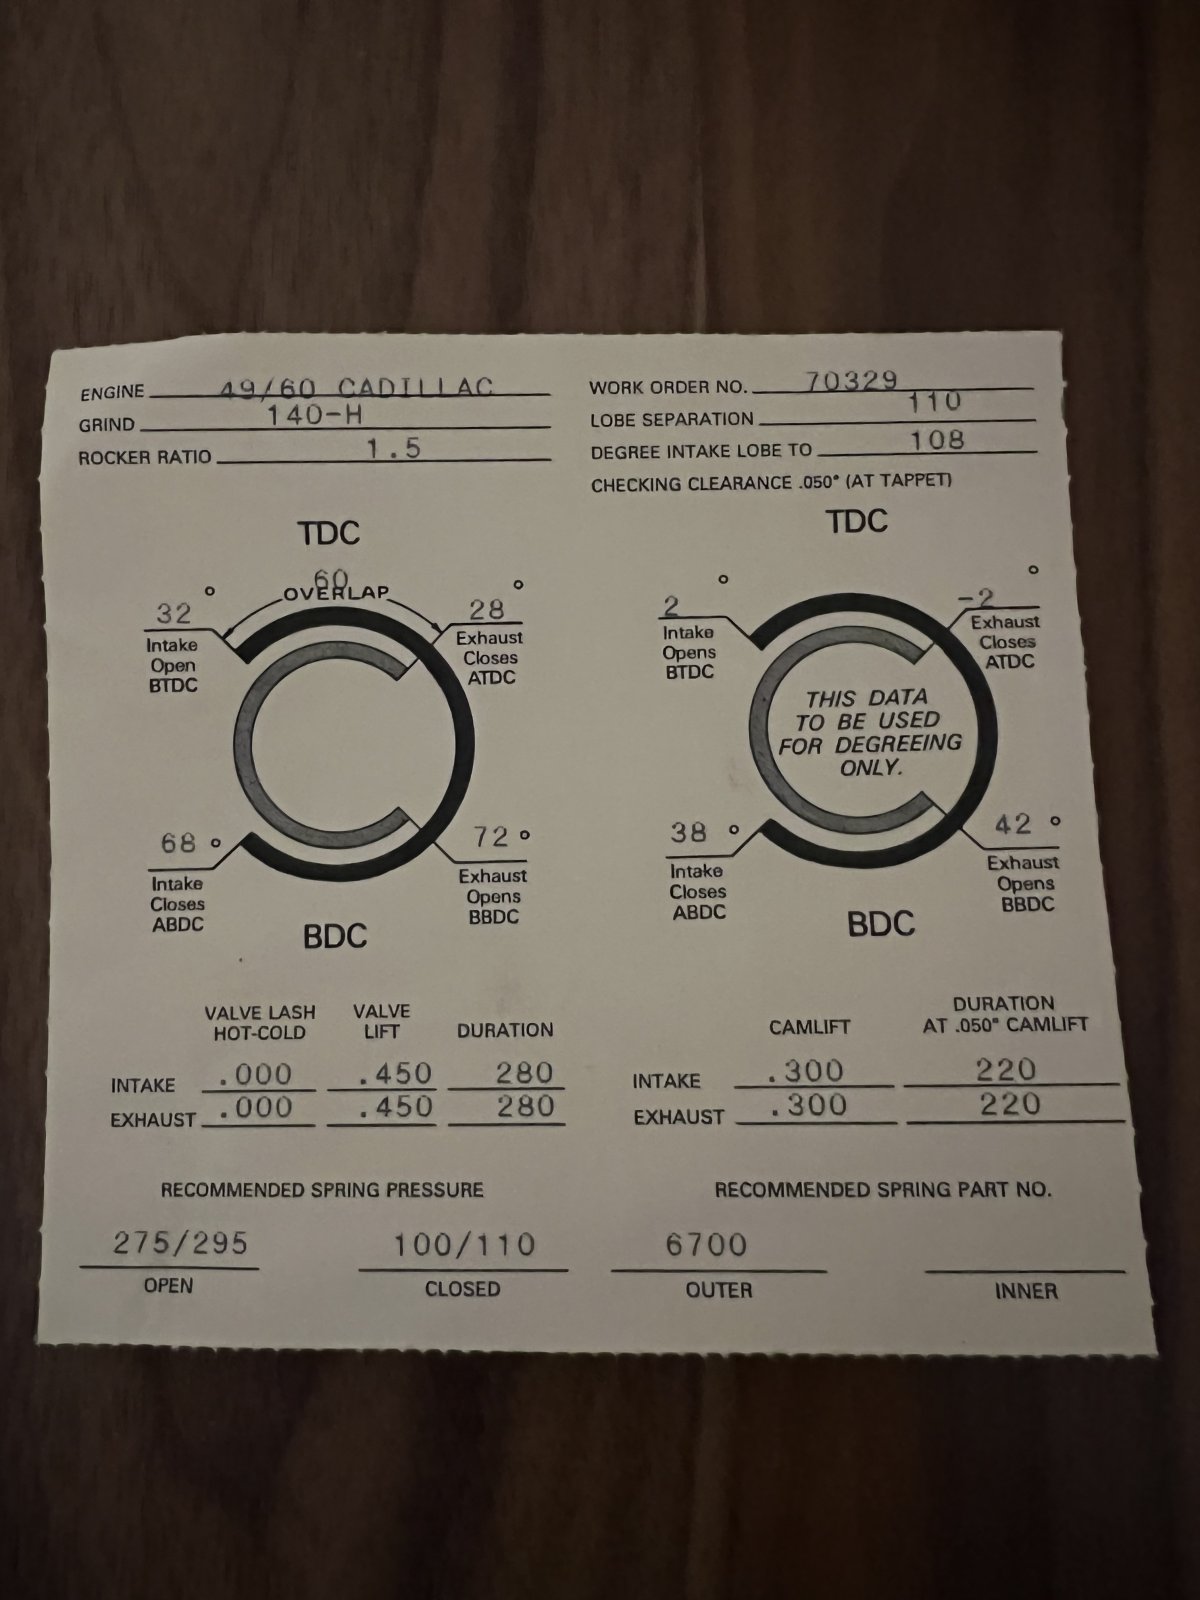 ENGINE 49/60 CADILLAC
GRIND 140-H
ROCKER RATIO 1.5
WORK ORDER NO. 70329
LOBE SEPARATION 110
DEGREE INTAKE LOBE TO 108
CHECKING CLEARANCE .050" (AT TAPPET)
TDC
60
OVERLAP
32 °
Intake
Open
BTDC
28 °
Exhaust
Closes
ATDC
68 °
Intake
Closes
ABDC
72 °
Exhaust
Opens
BBDC
BDC
TDC
2 °
Intake
Opens
BTDC
-2 °
Exhaust
Closes
ATDC
THIS DATA
TO BE USED
FOR DEGREEING
ONLY.
38 °
Intake
Closes
ABDC
42 °
Exhaust
Opens
BBDC
BDC
VALVE LASH
HOT-COLD
VALVE
LIFT
DURATION
INTAKE .000 .450 280
EXHAUST .000 .450 280
CAMLIFT
DURATION
AT .050" CAMLIFT
INTAKE .300 220
EXHAUST .300 220
RECOMMENDED SPRING PRESSURE
275/295 100/110
OPEN CLOSED
RECOMMENDED SPRING PART NO.
6700
OUTER INNER